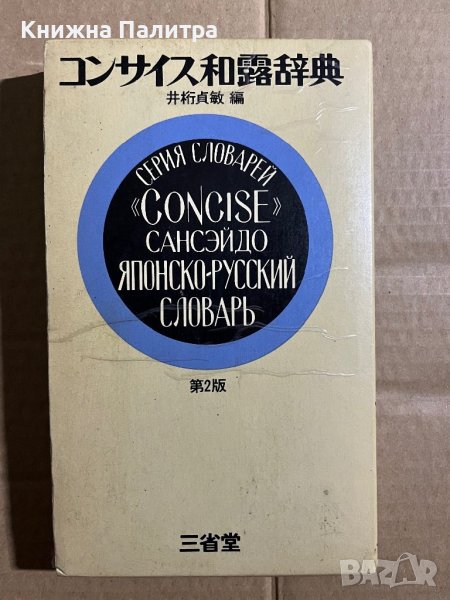 Книжна Палитра
コンサイス和露辞典
井桁貞敏 編
СЕРИЯ СЛОВАРЕЙ
《CONCISE》
САНСЭЙДО
ЯПОНСКО-РУССКИЙ
СЛОВАРЬ
第2版
三省堂
BAZAR